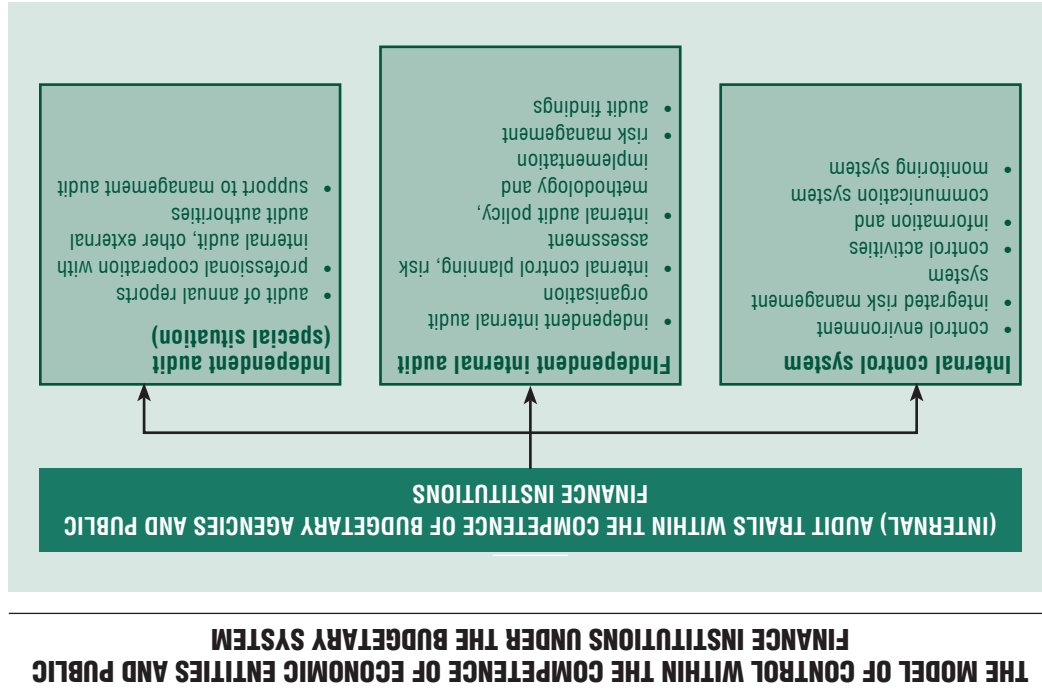 THE MODEL OF CONTROL WITHIN THE COMPETENCE OF ECONOMIC ENTITIES AND PUBLIC
FINANCE INSTITUTIONS UNDER THE BUDGETARY SYSTEM
(INTERNAL) AUDIT TRAILS WITHIN THE COMPETENCE OF BUDGETARY AGENCIES AND PUBLIC
FINANCE INSTITUTIONS
Internal control system
• control environment
• integrated risk management
system
• control activities
• information and
communication system
• monitoring system
FIndependent internal audit
• independent internal audit
organisation
• internal control planning, risk
assessment
• internal audit policy,
methodology and
implementation
• risk management
• audit findings
Independent audit
(special situation)
• audit of annual reports
• professional cooperation with
internal audit, other external
audit authorities
• support to management audit